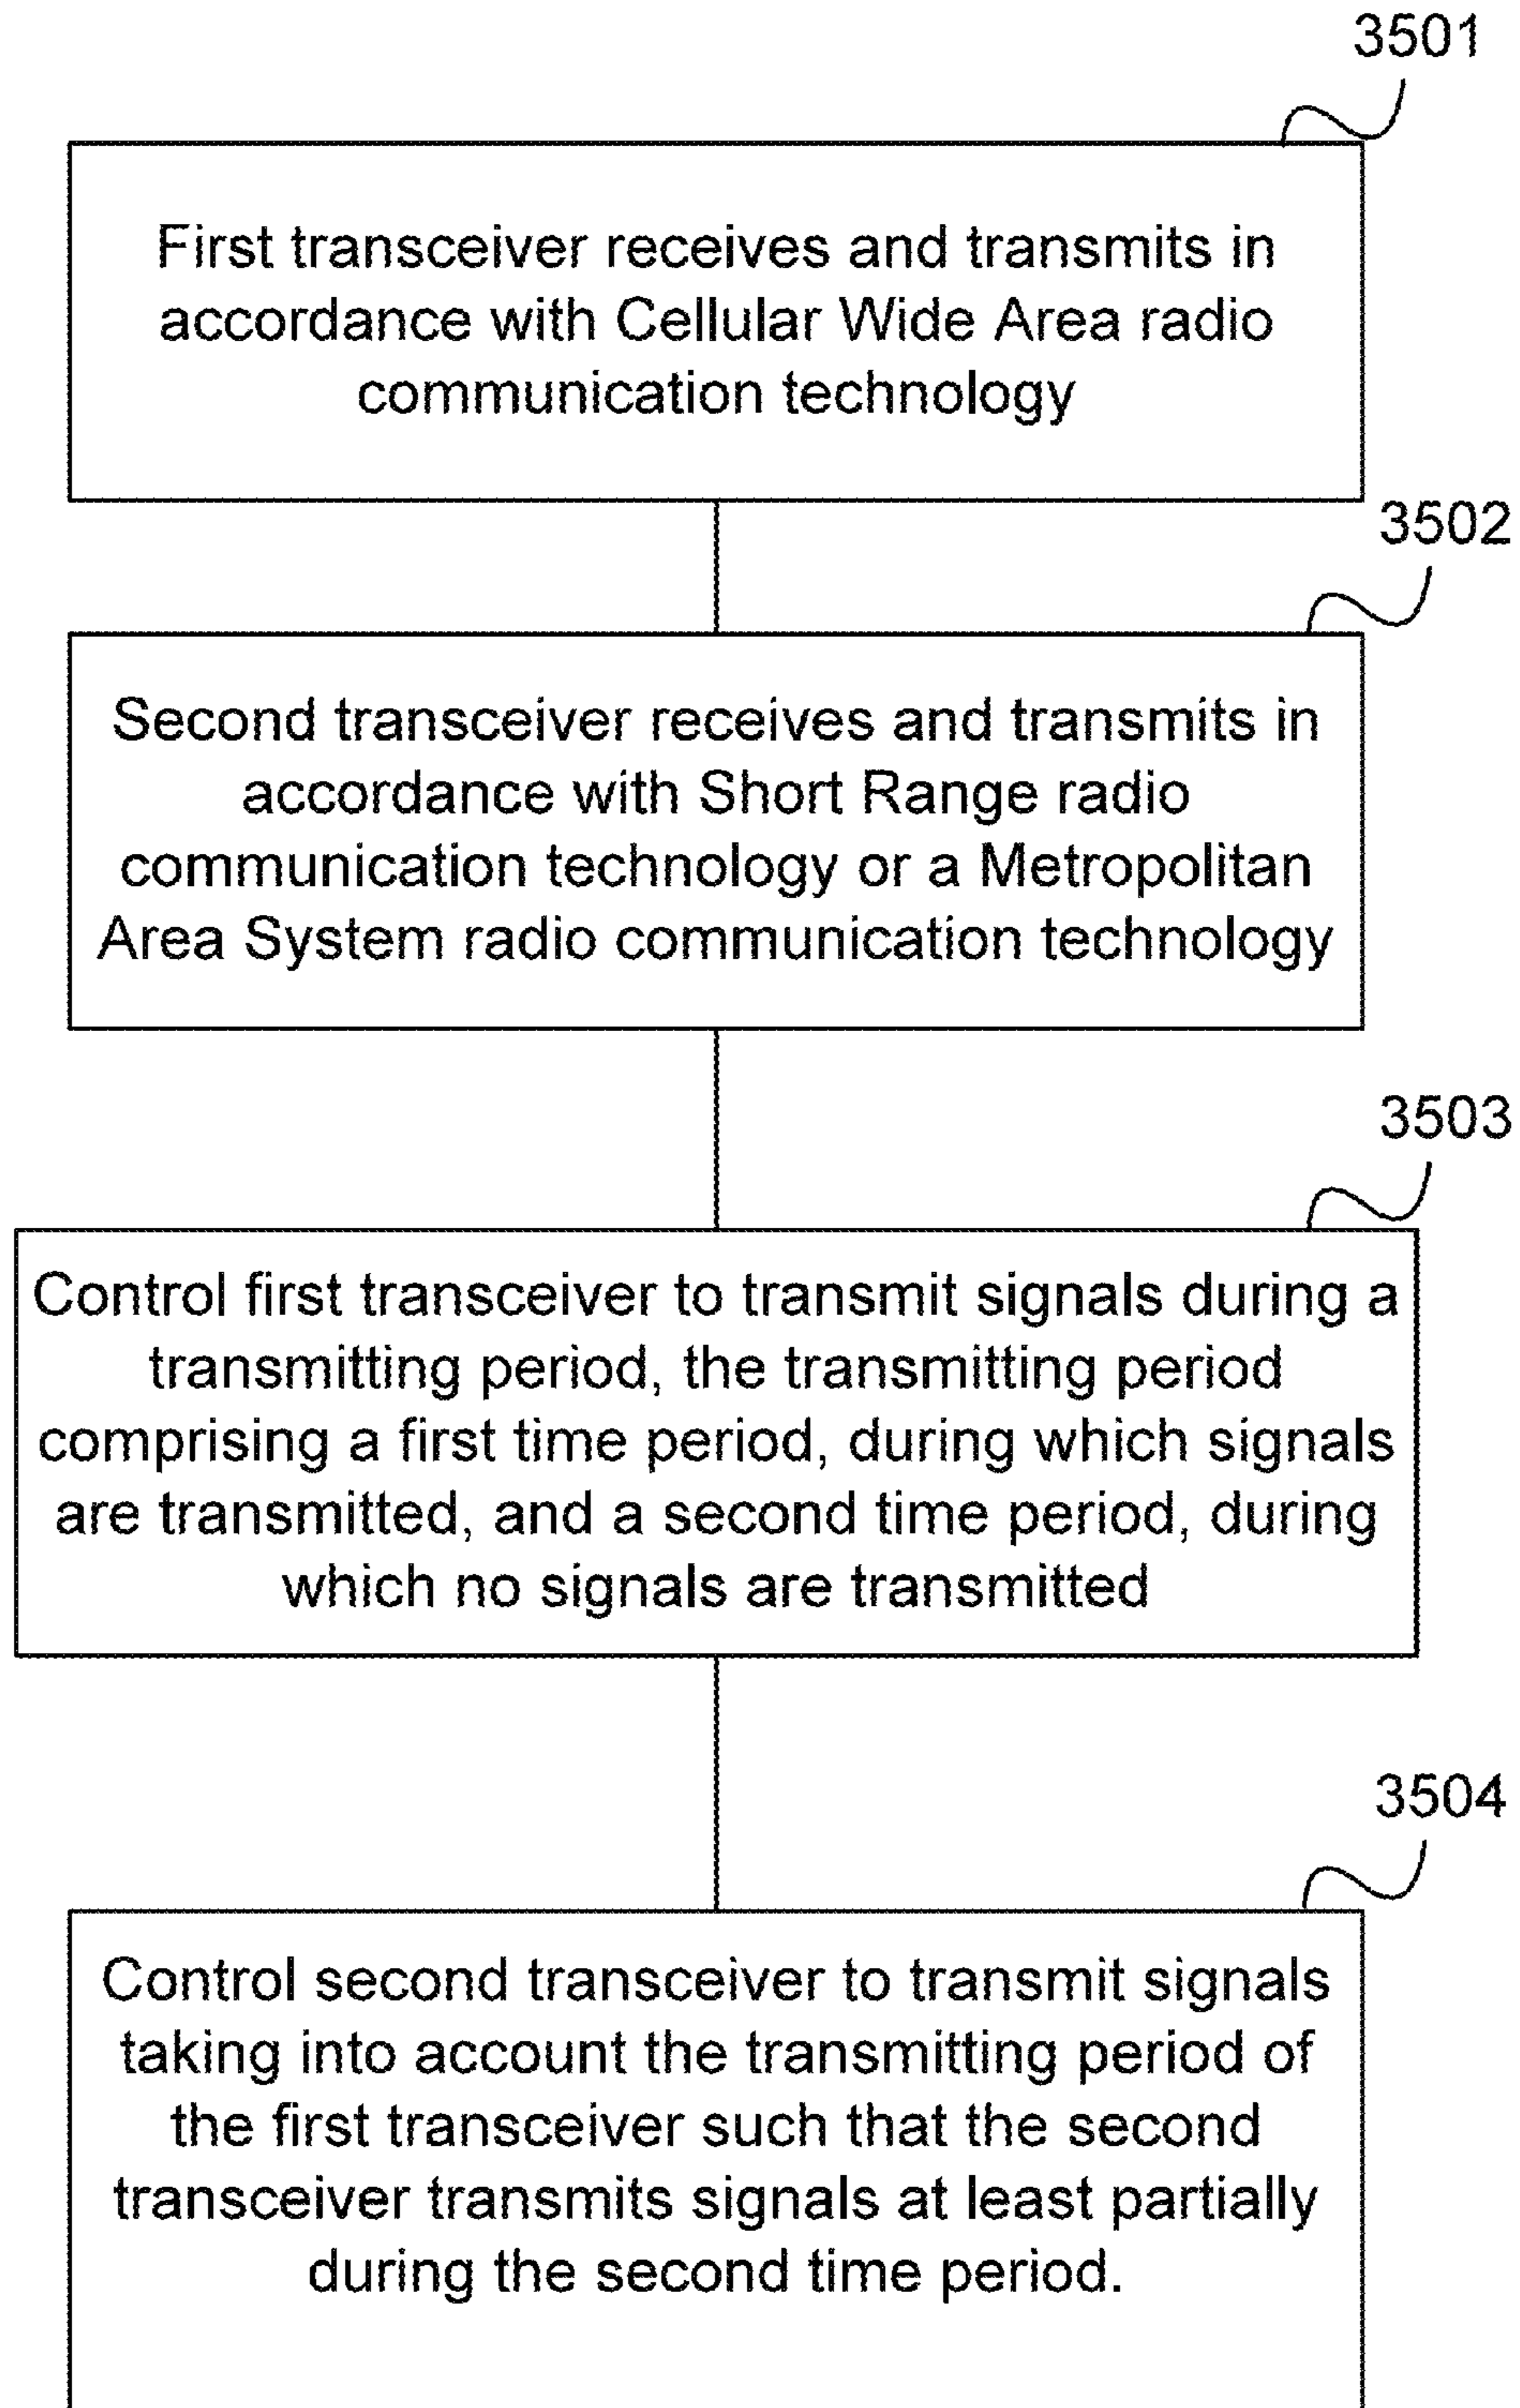 3501
First transceiver receives and transmits in
accordance with Cellular Wide Area radio
communication technology
3502
Second transceiver receives and transmits in
accordance with Short Range radio
communication technology or a Metropolitan
Area System radio communication technology
3503
Control first transceiver to transmit signals during a
transmitting period, the transmitting period
comprising a first time period, during which signals
are transmitted, and a second time period, during
which no signals are transmitted
3504
Control second transceiver to transmit signals
taking into account the transmitting period of
the first transceiver such that the second
transceiver transmits signals at least partially
during the second time period.